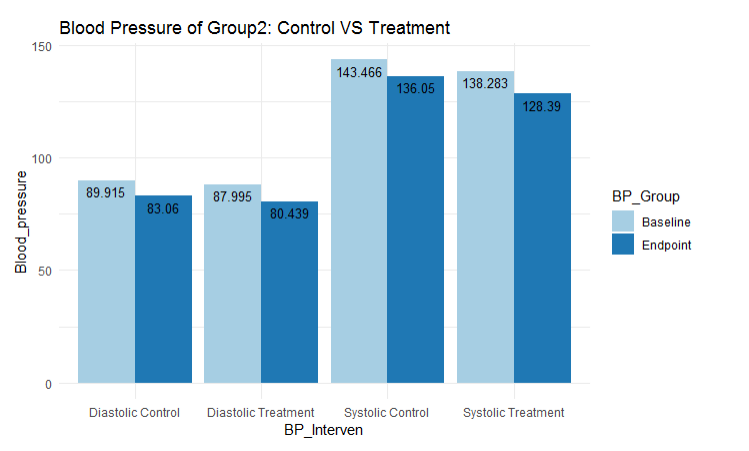 Blood Pressure of Group2: Control VS Treatment
150
100
50
0
Blood_pressure
89.915
83.06
87.995
80.439
143.466
136.05
138.283
128.39
Diastolic Control
Diastolic Treatment
Systolic Control
Systolic Treatment
BP_Interven
BP_Group
Baseline
Endpoint